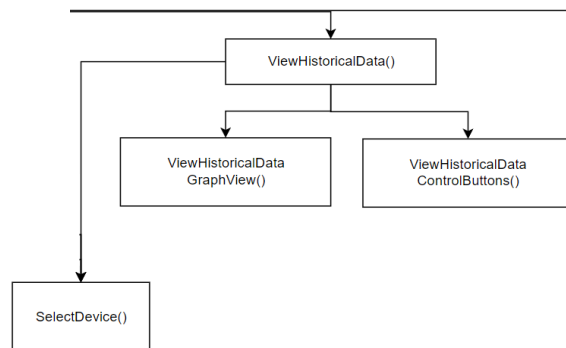 ViewHistoricalData()
ViewHistoricalData
GraphView()
ViewHistoricalData
ControlButtons()
SelectDevice()